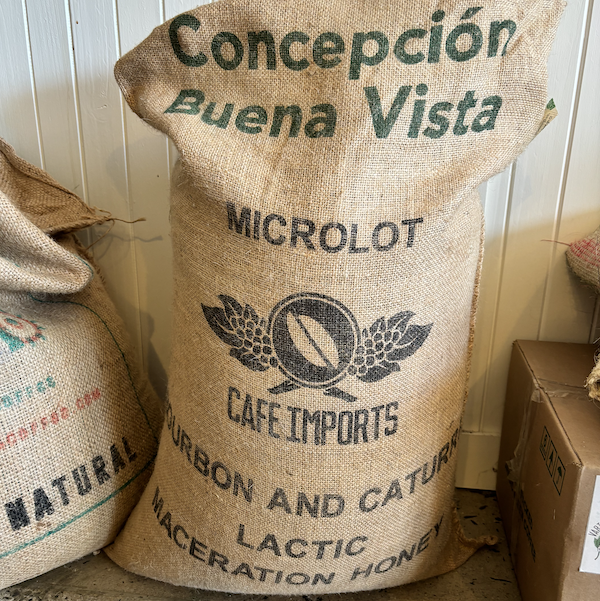 Concepción
Buena Vista
MICROLOT
CAFE IMPORTS
BOURBON AND CATURRA
LACTIC
MACERATION HONEY
NATURAL